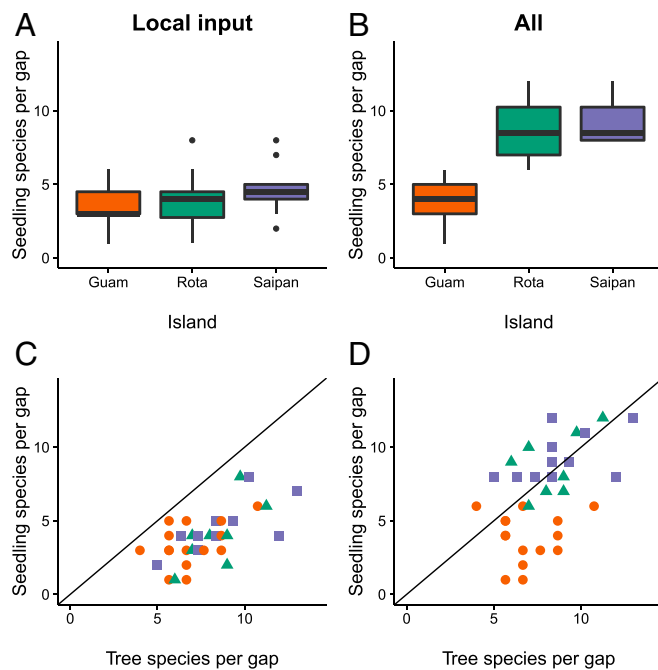 A
Local input
Seedling species per gap
10
5
0
Guam
Rota
Saipan
Island
B
All
Seedling species per gap
10
5
0
Guam
Rota
Saipan
Island
C
Seedling species per gap
10
5
0
5
10
Tree species per gap
D
Seedling species per gap
10
5
0
5
10
Tree species per gap